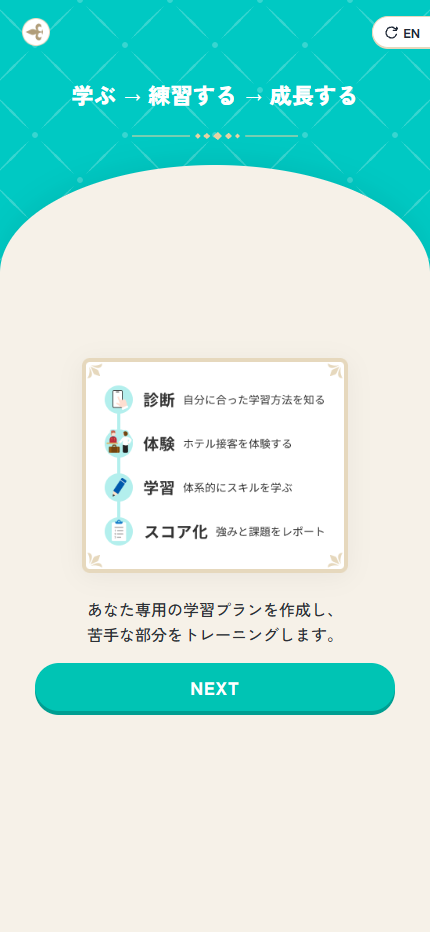 EN
学ぶ → 練習する → 成長する
診断 自分に合った学習方法を知る
体験 ホテル接客を体験する
学習 体系的にスキルを学ぶ
スコア化 強みと課題をレポート
あなた専用の学習プランを作成し、
苦手な部分をトレーニングします。
NEXT